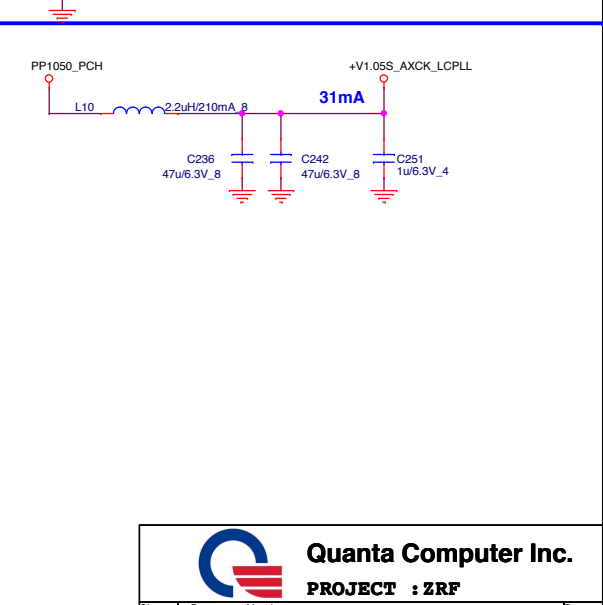 PP1050_PCH
+V1.05S_AXCK_LCPLL
L10
2.2uH/210mA_8
31mA
C236
47u/6.3V_8
C242
47u/6.3V_8
C251
1u/6.3V_4
Quanta Computer Inc.
PROJECT : ZRF